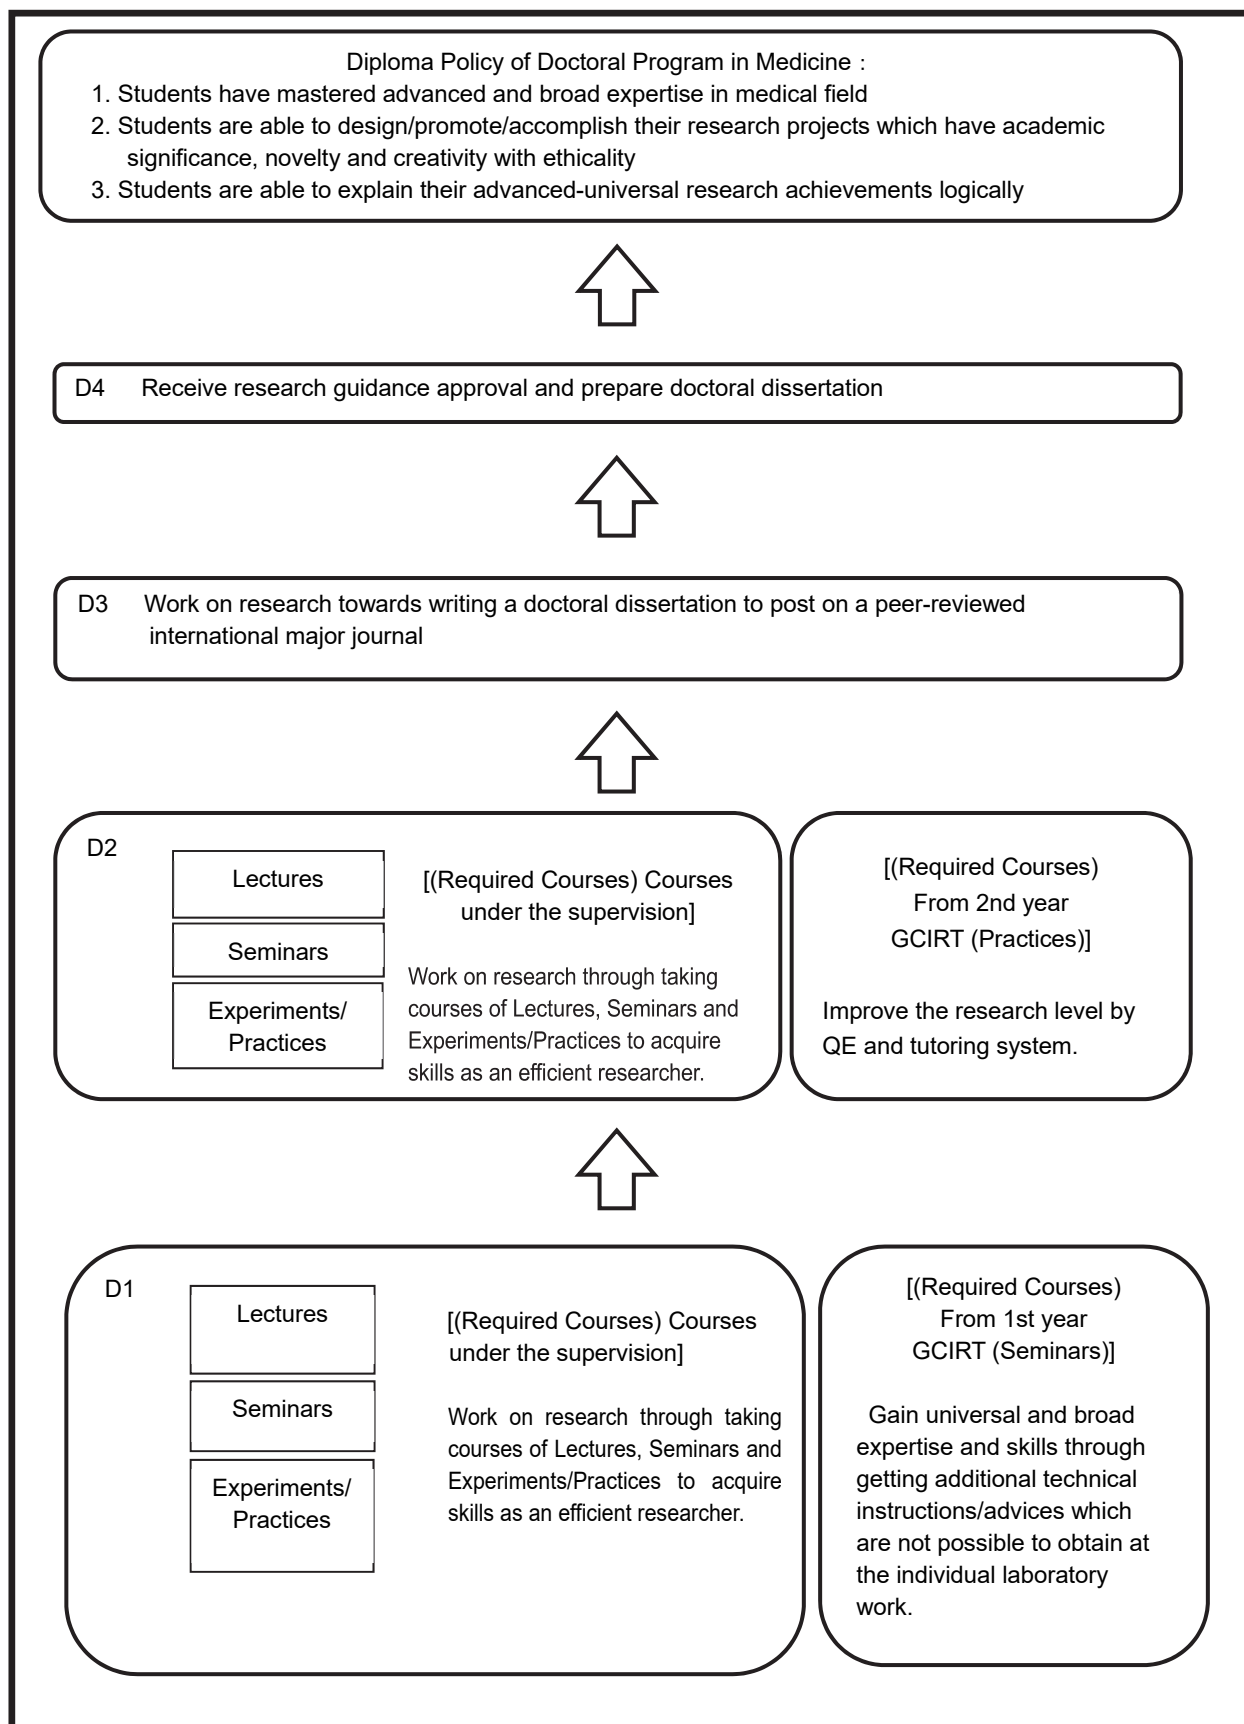 Diploma Policy of Doctoral Program in Medicine：
1. Students have mastered advanced and broad expertise in medical field
2. Students are able to design/promote/accomplish their research projects which have academic
significance, novelty and creativity with ethicality
3. Students are able to explain their advanced-universal research achievements logically
D4 Receive research guidance approval and prepare doctoral dissertation
D3 Work on research towards writing a doctoral dissertation to post on a peer-reviewed
international major journal
D2
Lectures
Seminars
Experiments/
Practices
[(Required Courses) Courses
under the supervision]
Work on research through taking
courses of Lectures, Seminars and
Experiments/Practices to acquire
skills as an efficient researcher.
[(Required Courses)
From 2nd year
GCIRT (Practices)]
Improve the research level by
QE and tutoring system.
D1
Lectures
Seminars
Experiments/
Practices
[(Required Courses) Courses
under the supervision]
Work on research through taking
courses of Lectures, Seminars and
Experiments/Practices to acquire
skills as an efficient researcher.
[(Required Courses)
From 1st year
GCIRT (Seminars)]
Gain universal and broad
expertise and skills through
getting additional technical
instructions/advices which
are not possible to obtain at
the individual laboratory
work.